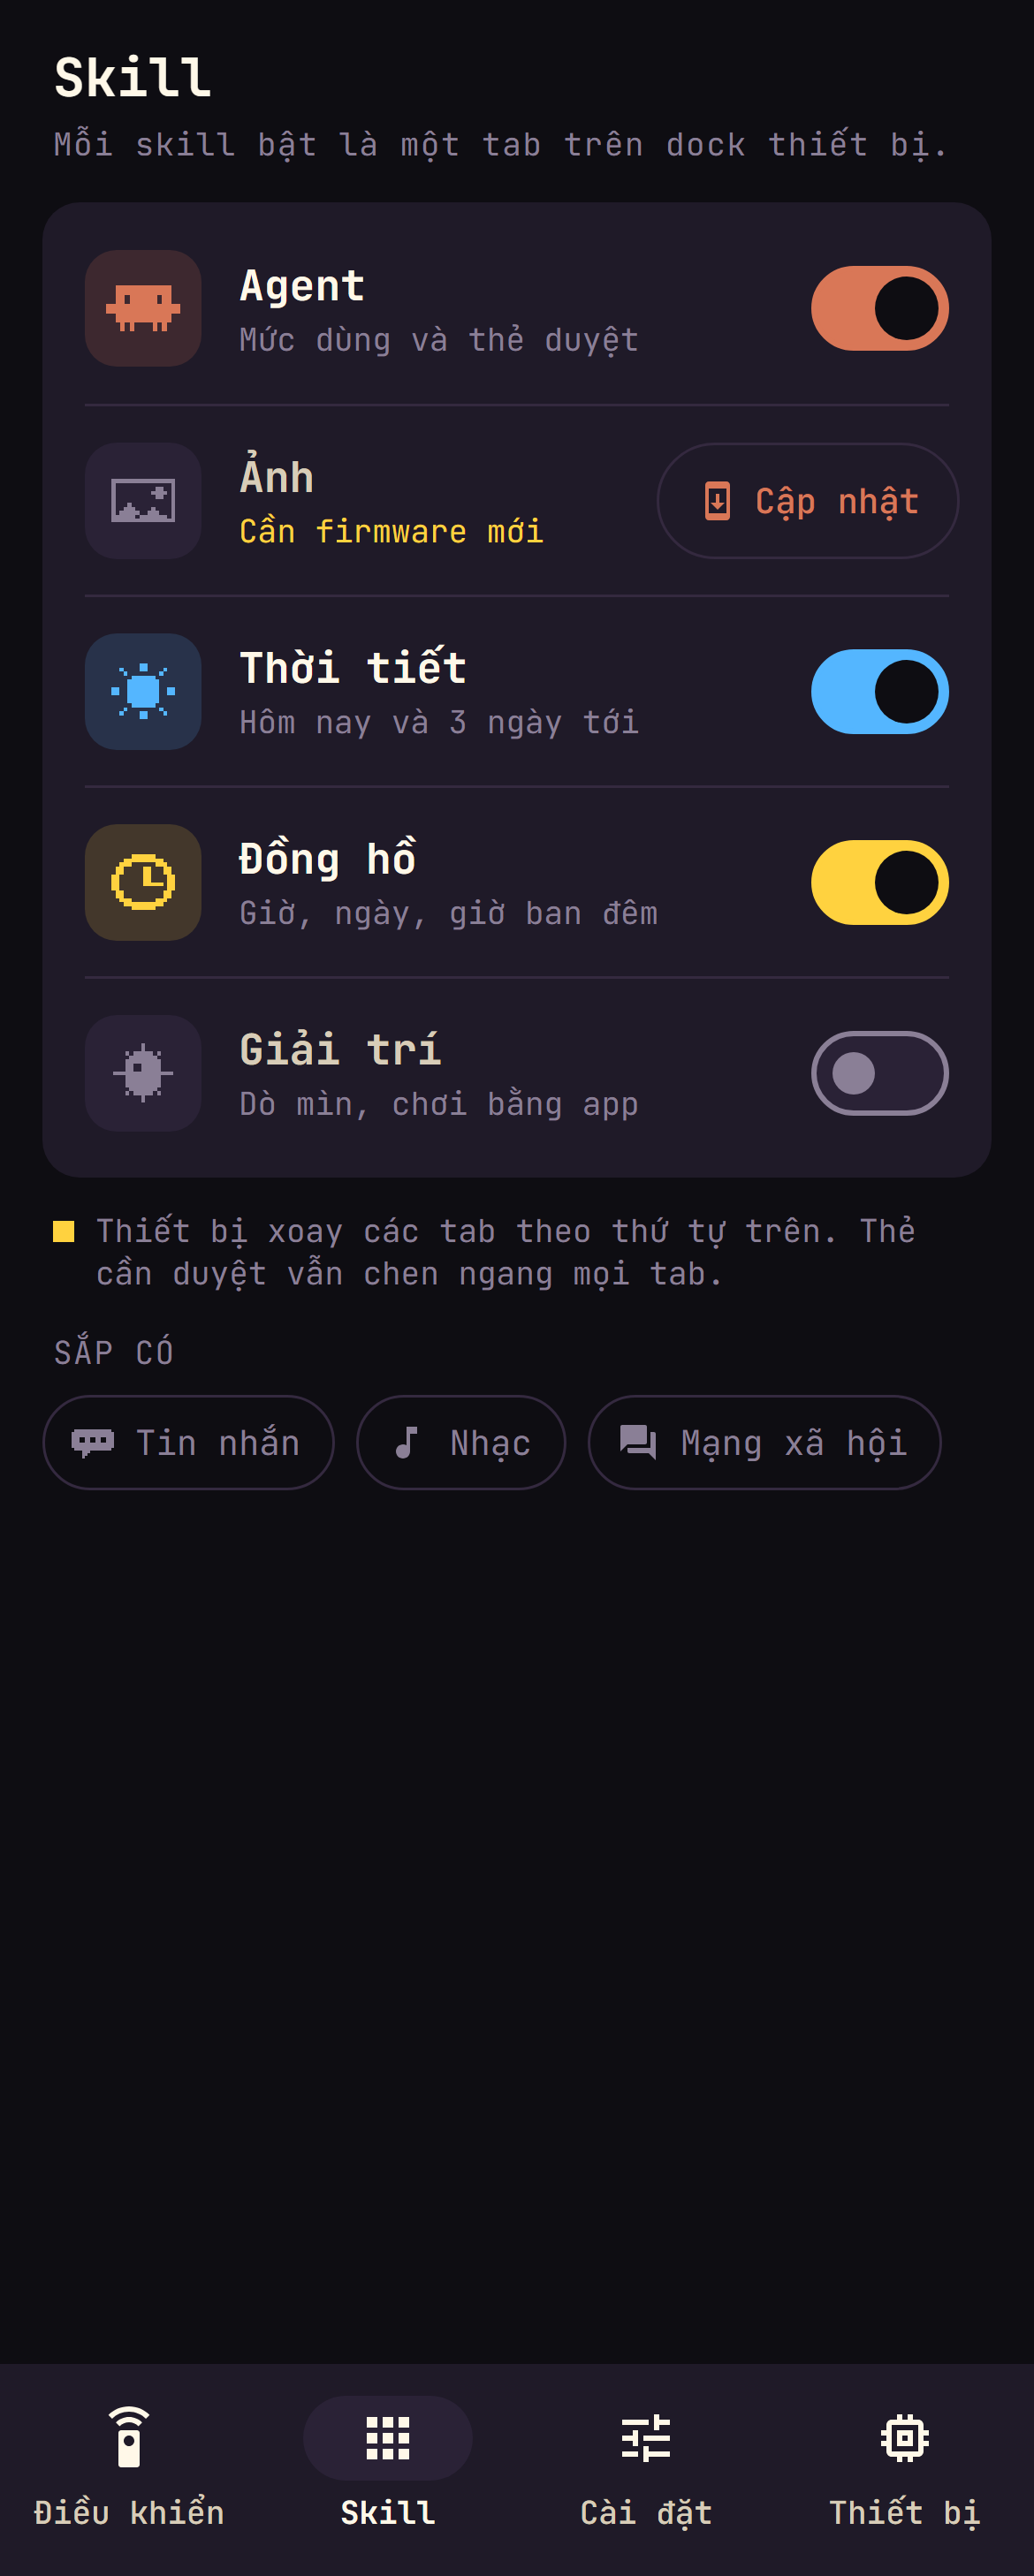 Skill
Mỗi skill bật là một tab trên dock thiết bị.
Agent
Mức dùng và thẻ duyệt
Ảnh
Cần firmware mới
Cập nhật
Thời tiết
Hôm nay và 3 ngày tới
Đồng hồ
Giờ, ngày, giờ ban đêm
Giải trí
Dò mìn, chơi bằng app
Thiết bị xoay các tab theo thứ tự trên. Thẻ
cần duyệt vẫn chen ngang mọi tab.
SẮP CÓ
Tin nhắn
Nhạc
Mạng xã hội
Điều khiển
Skill
Cài đặt
Thiết bị